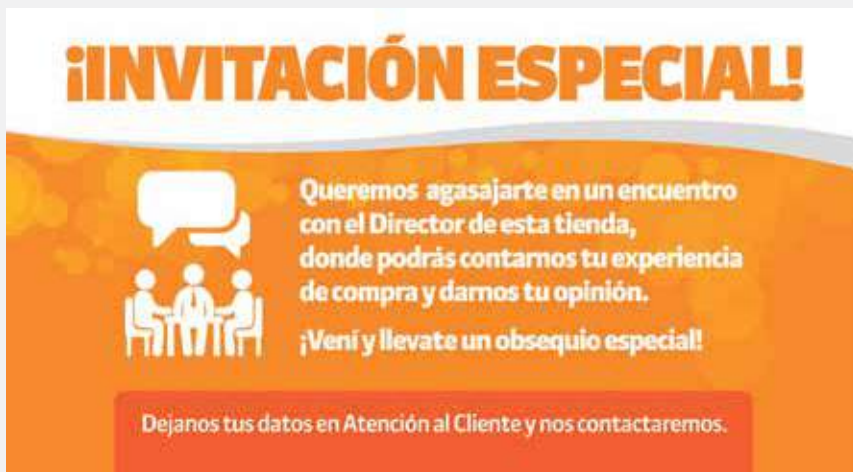 ¡INVITACIÓN ESPECIAL!
Queremos agasajarte en un encuentro
con el Director de esta tienda,
donde podrás contarnos tu experiencia
de compra y darnos tu opinión.
¡Vení y llevate un obsequio especial!
Dejanos tus datos en Atención al Cliente y nos contactaremos.